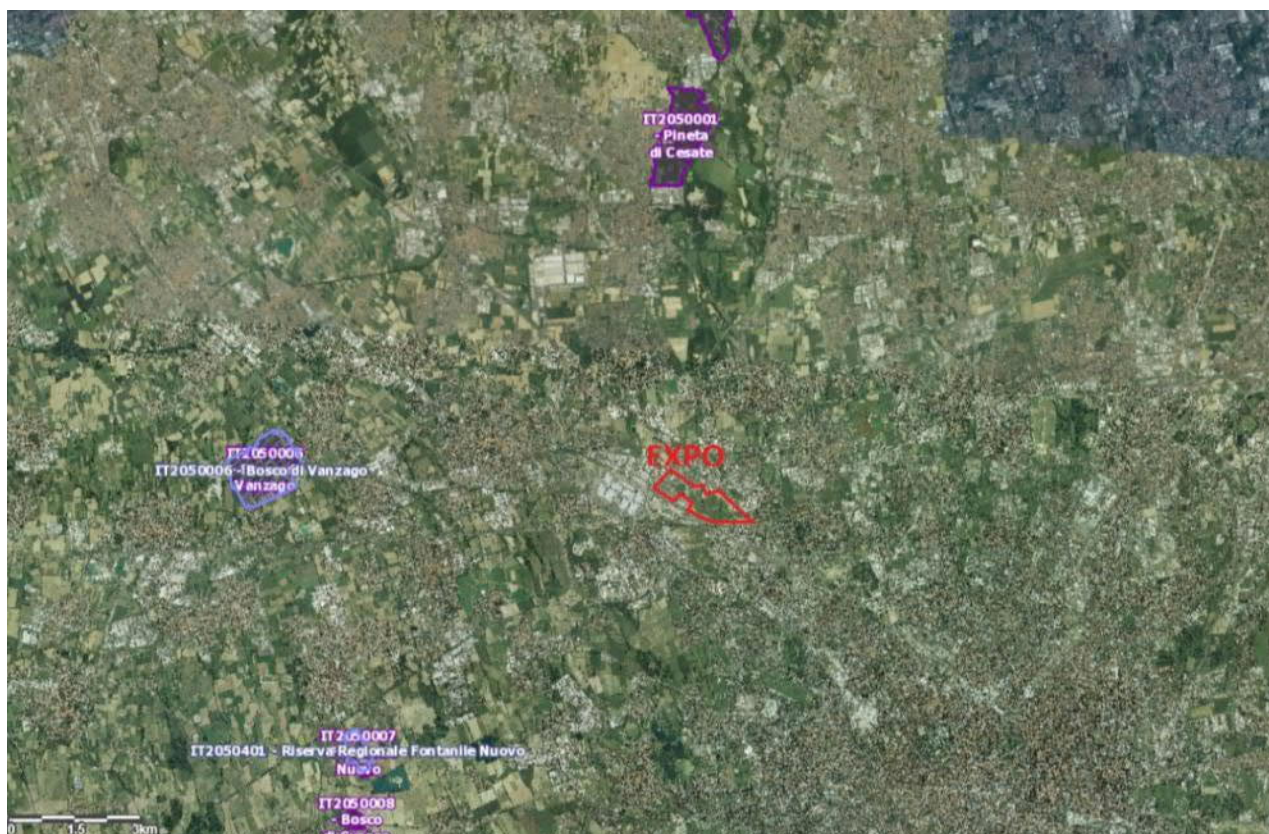 IT2050001
- Pineta
di Cesate
EXPO
IT2050006
IT2050006 - Bosco di Vanzago
Vanzago
IT2050007
IT2050401 - Riserva Regionale Fontanile Nuovo
Nuovo
IT2050008
- Bosco
0 1.5 3km